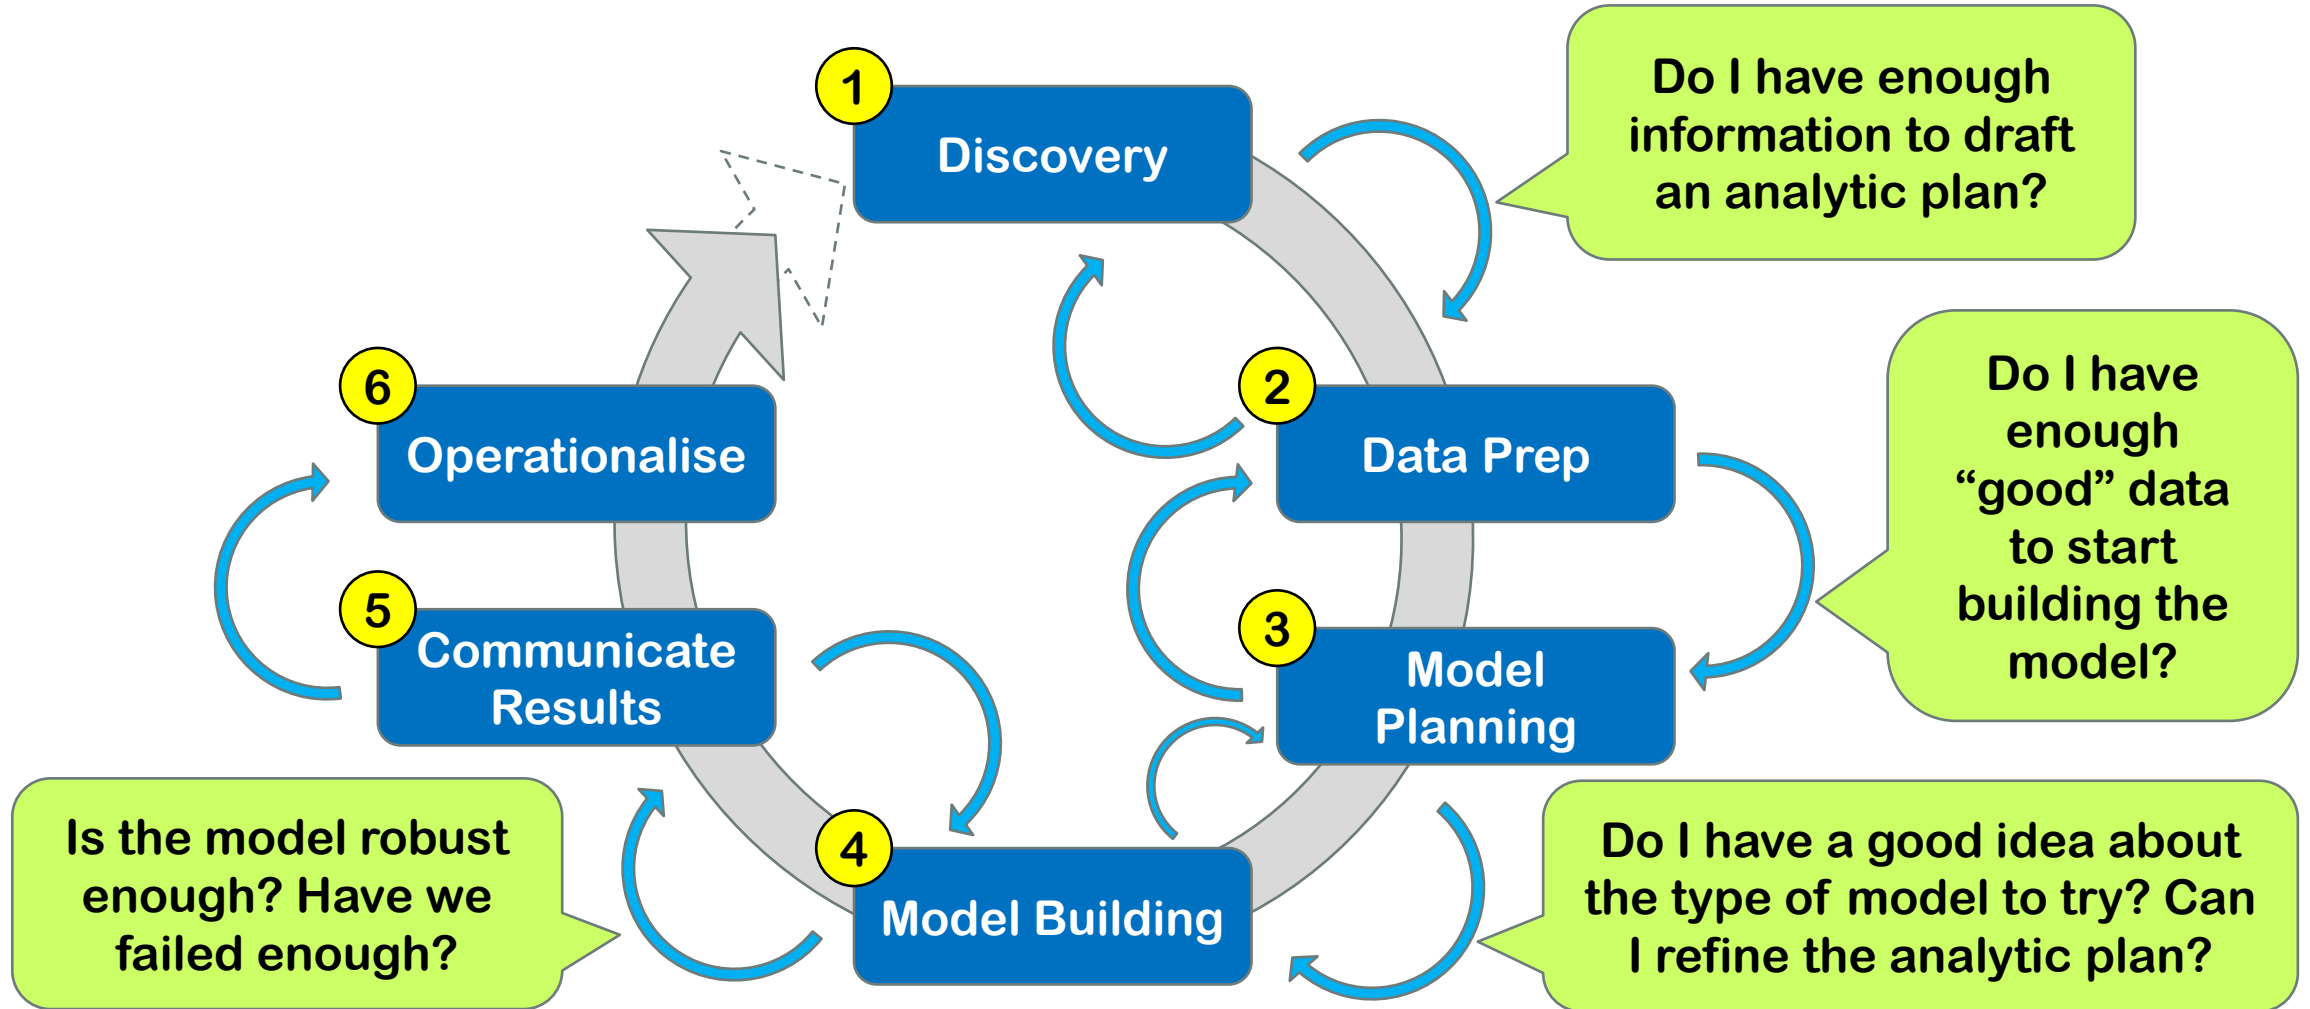 1
Discovery
Do I have enough
information to draft
an analytic plan?
2
Data Prep
Do I have
enough
“good” data
to start
building the
model?
3
Model
Planning
Do I have a good idea about
the type of model to try? Can
I refine the analytic plan?
4
Model Building
Is the model robust
enough? Have we
failed enough?
5
Communicate
Results
6
Operationalise